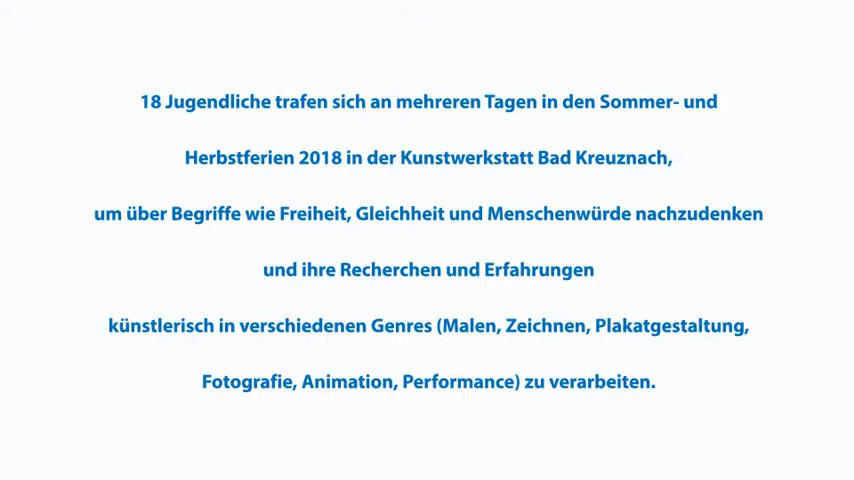 18 Jugendliche trafen sich an mehreren Tagen in den Sommer- und
Herbstferien 2018 in der Kunstwerkstatt Bad Kreuznach,
um über Begriffe wie Freiheit, Gleichheit und Menschenwürde nachzudenken
und ihre Recherchen und Erfahrungen
künstlerisch in verschiedenen Genres (Malen, Zeichnen, Plakatgestaltung,
Fotografie, Animation, Performance) zu verarbeiten.